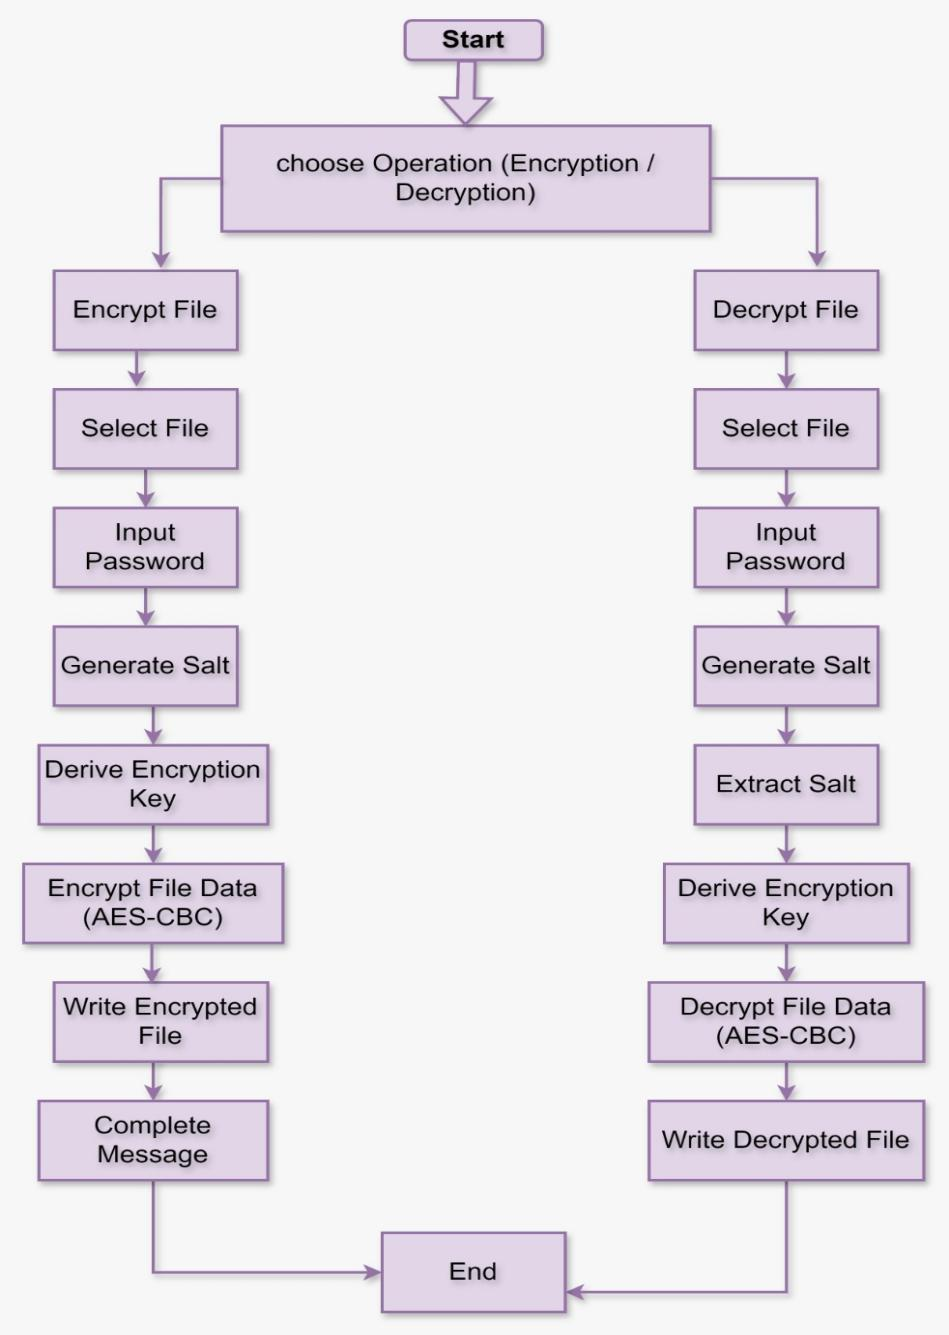 Start
choose Operation (Encryption /
Decryption)
Encrypt File
Select File
Input
Password
Generate Salt
Derive Encryption
Key
Encrypt File Data
(AES-CBC)
Write Encrypted
File
Complete
Message
Decrypt File
Select File
Input
Password
Generate Salt
Extract Salt
Derive Encryption
Key
Decrypt File Data
(AES-CBC)
Write Decrypted File
End